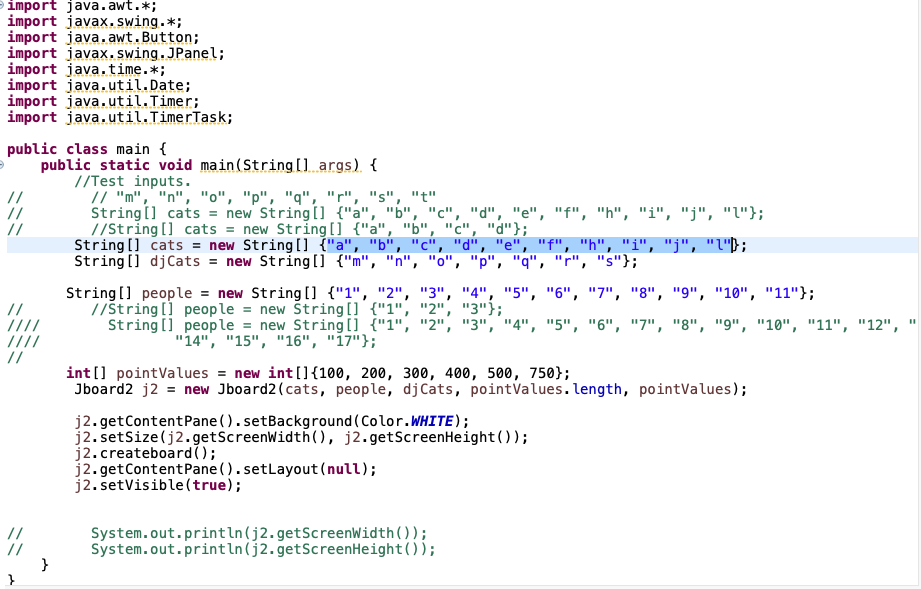 import java.awt.*;
import javax.swing.*;
import java.awt.Button;
import javax.swing.JPanel;
import java.time.*;
import java.util.Date;
import java.util.Timer;
import java.util.TimerTask;
public class main {
public static void main(String[] args) {
//Test inputs.
// // "m", "n", "o", "p", "q", "r", "s", "t"
// String[] cats = new String[] {"a", "b", "c", "d", "e", "f", "h", "i", "j", "l"};
// //String[] cats = new String[] {"a", "b", "c", "d"};
String[] cats = new String[] {"a", "b", "c", "d", "e", "f", "h", "i", "j", "l"};
String[] djCats = new String[] {"m", "n", "o", "p", "q", "r", "s"};
String[] people = new String[] {"1", "2", "3", "4", "5", "6", "7", "8", "9", "10", "11"};
// //String[] people = new String[] {"1", "2", "3"};
//// String[] people = new String[] {"1", "2", "3", "4", "5", "6", "7", "8", "9", "10", "11", "12", "
//// "14", "15", "16", "17"};
//
int[] pointValues = new int[]{100, 200, 300, 400, 500, 750};
Jboard2 j2 = new Jboard2(cats, people, djCats, pointValues.length, pointValues);
j2.getContentPane().setBackground(Color.WHITE);
j2.setSize(j2.getScreenWidth(), j2.getScreenHeight());
j2.createboard();
j2.getContentPane().setLayout(null);
j2.setVisible(true);
// System.out.println(j2.getScreenWidth());
// System.out.println(j2.getScreenHeight());
}
}